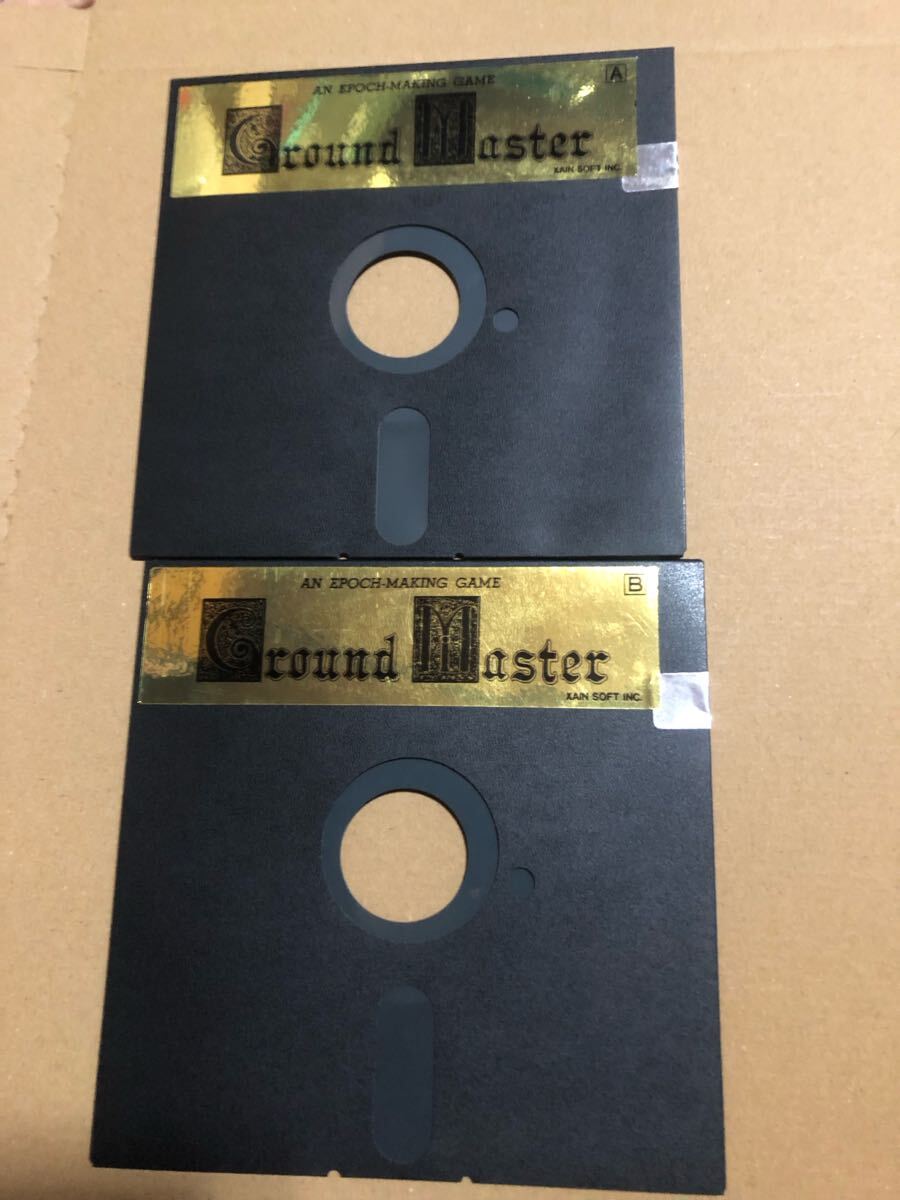 AN EPOCH-MAKING GAME
A
Ground Master
XAIN SOFT INC.
AN EPOCH-MAKING GAME
B
Ground Master
XAIN SOFT INC.